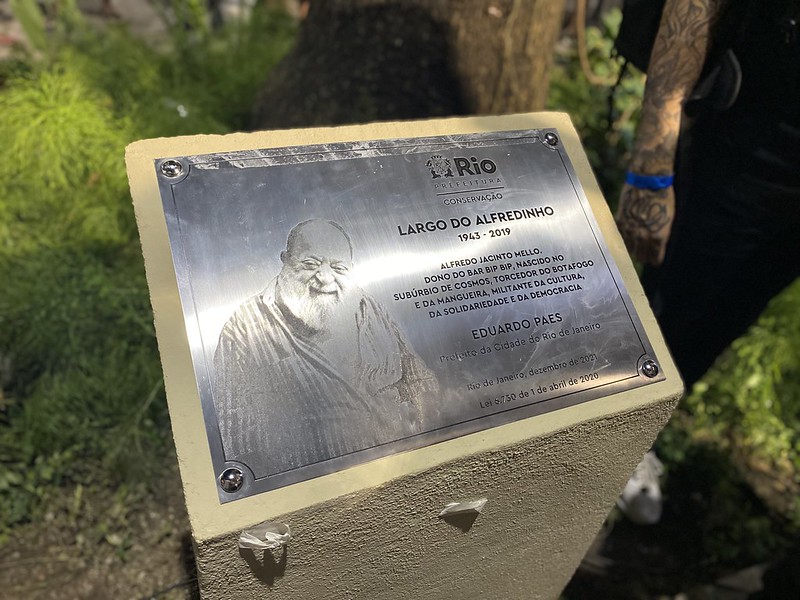 Rio
PREFEITURA
CONSERVAÇÃO
LARGO DO ALFREDINHO
1943 - 2019
ALFREDO JACINTO MELLO.
DONO DO BAR BIP BIP, NASCIDO NO
SUBÚRBIO DE COSMOS, TORCEDOR DO BOTAFOGO
E DA MANGUEIRA, MILITANTE DA CULTURA,
DA SOLIDARIEDADE E DA DEMOCRACIA
EDUARDO PAES
Prefeito da Cidade do Rio de Janeiro
Rio de Janeiro, dezembro de 2021
Lei 6.730 de 1 de abril de 2020